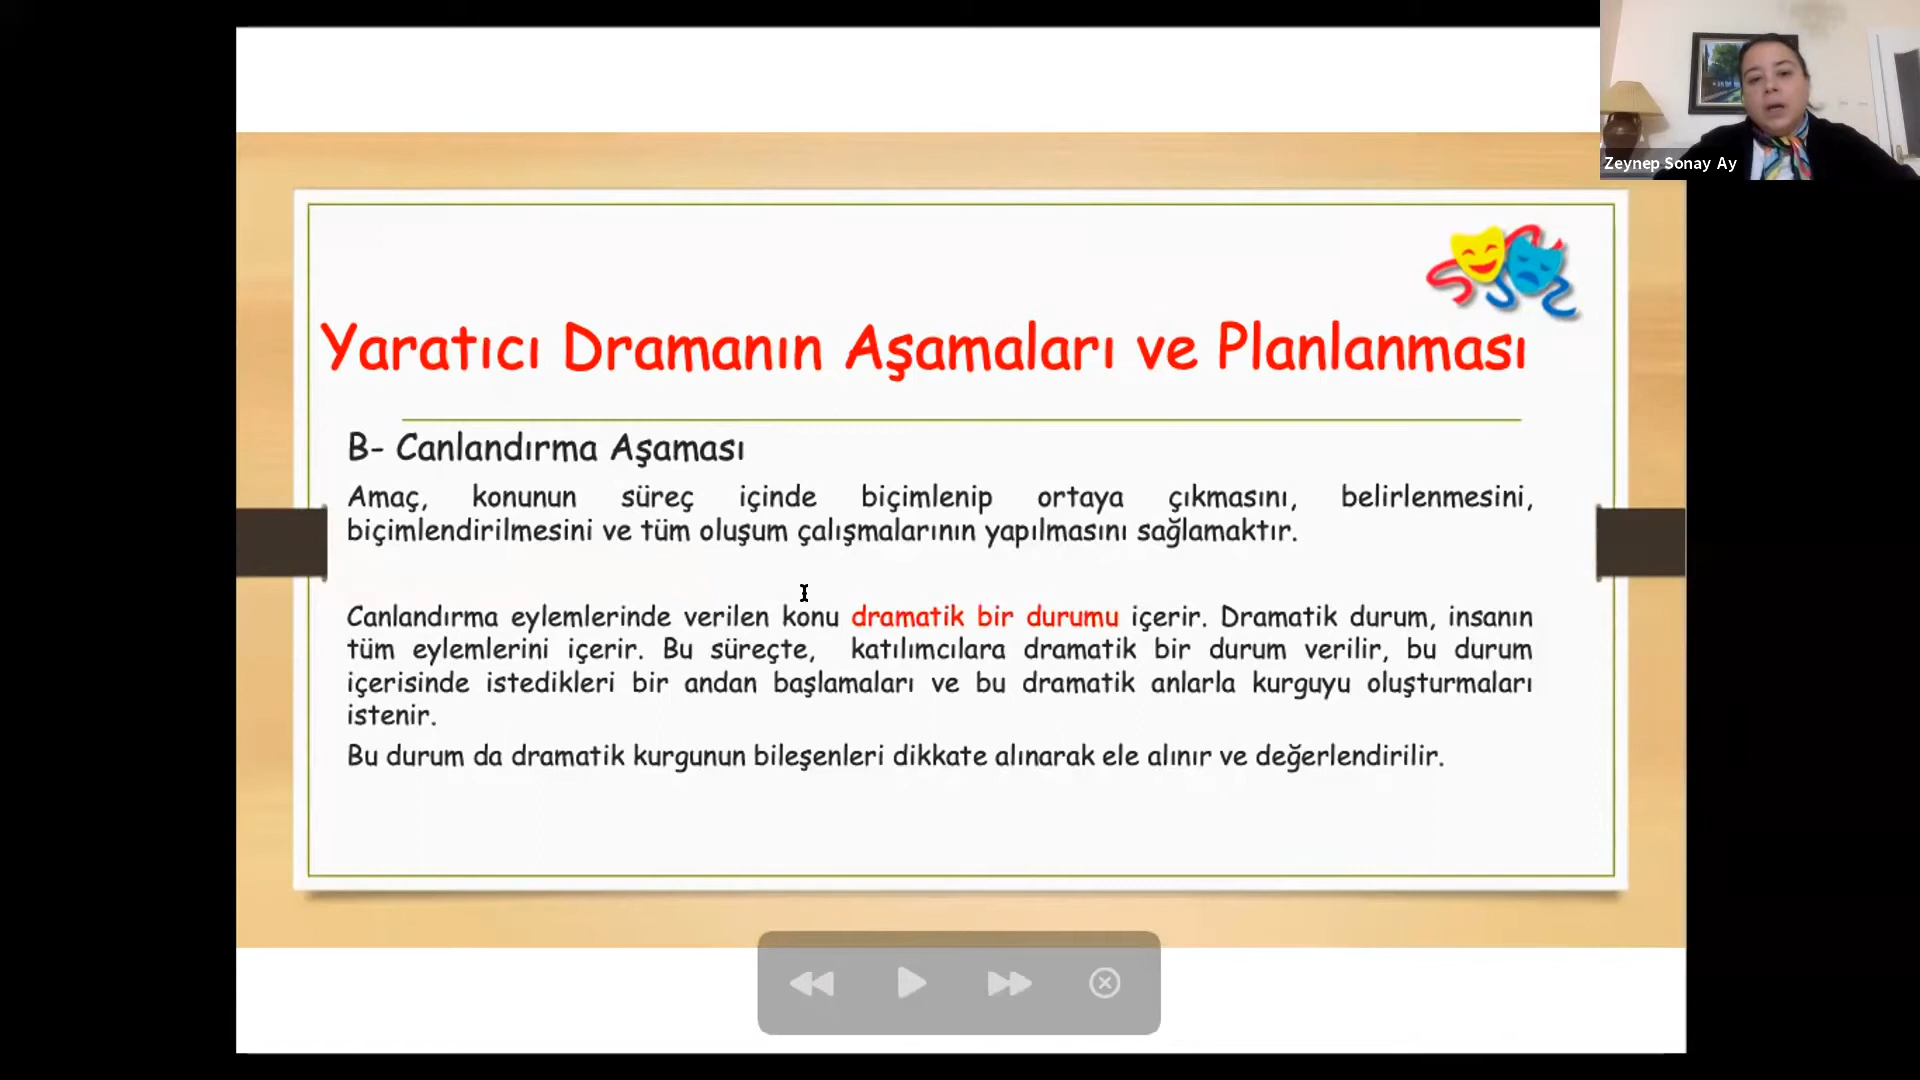 Zeynep Sonay Ay
Yaratıcı Dramanın Aşamaları ve Planlanması
B- Canlandırma Aşaması
Amaç, konunun süreç içinde biçimlenip ortaya çıkmasını, belirlenmesini,
biçimlendirilmesini ve tüm oluşum çalışmalarının yapılmasını sağlamaktır.
Canlandırma eylemlerinde verilen konu dramatik bir durumu içerir. Dramatik durum, insanın
tüm eylemlerini içerir. Bu süreçte, katılımcılara dramatik bir durum verilir, bu durum
içerisinde istedikleri bir andan başlamaları ve bu dramatik anlarla kurguyu oluşturmaları
istenir.
Bu durum da dramatik kurgunun bileşenleri dikkate alınarak ele alınır ve değerlendirilir.